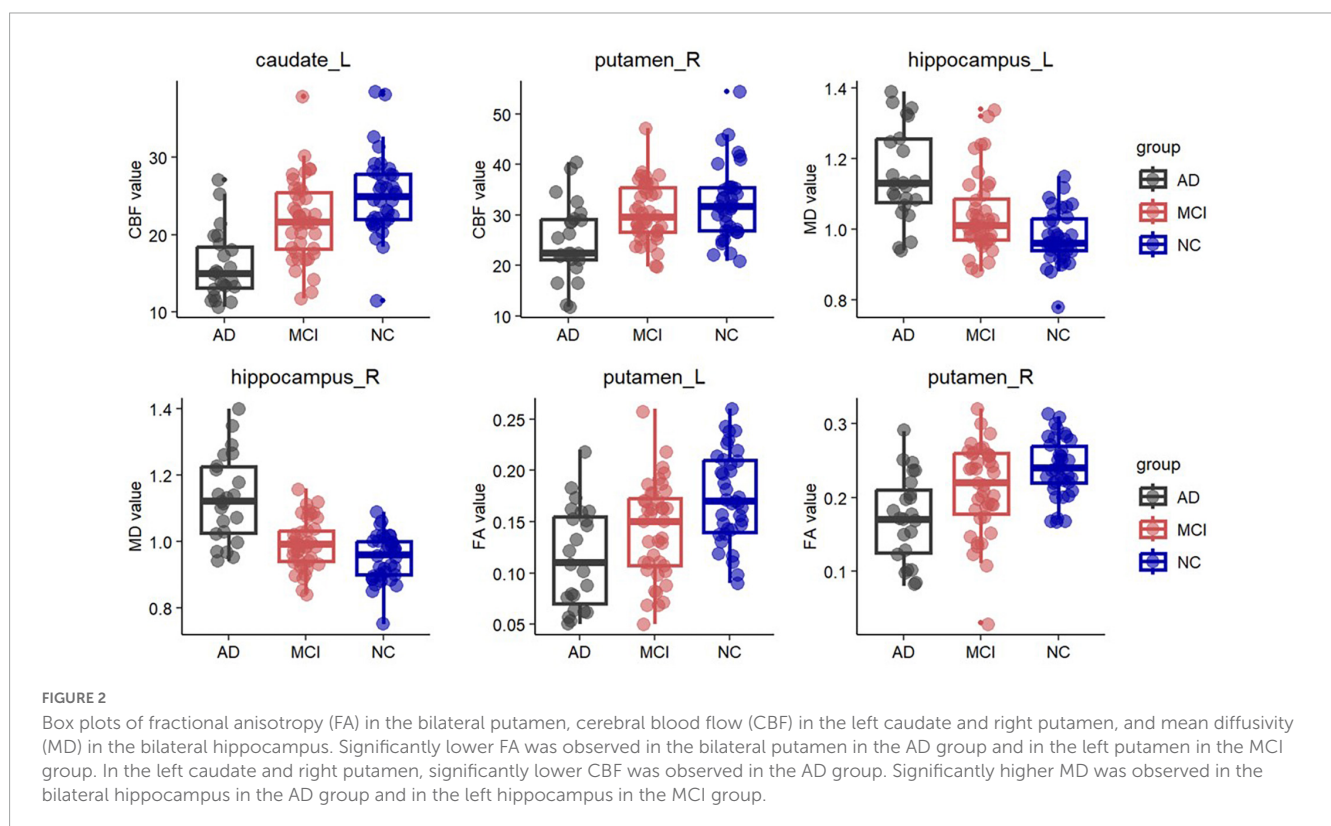 caudate_L
putamen_R
hippocampus_L
CBF value
30
20
10
AD
MCI
NC
CBF value
50
40
30
20
10
AD
MCI
NC
MD value
1.4
1.2
1.0
0.8
AD
MCI
NC
group
AD
MCI
NC
hippocampus_R
putamen_L
putamen_R
MD value
1.4
1.2
1.0
0.8
AD
MCI
NC
FA value
0.25
0.20
0.15
0.10
0.05
AD
MCI
NC
FA value
0.3
0.2
0.1
AD
MCI
NC
group
AD
MCI
NC
FIGURE 2
Box plots of fractional anisotropy (FA) in the bilateral putamen, cerebral blood flow (CBF) in the left caudate and right putamen, and mean diffusivity
(MD) in the bilateral hippocampus. Significantly lower FA was observed in the bilateral putamen in the AD group and in the left putamen in the MCI
group. In the left caudate and right putamen, significantly lower CBF was observed in the AD group. Significantly higher MD was observed in the
bilateral hippocampus in the AD group and in the left hippocampus in the MCI group.